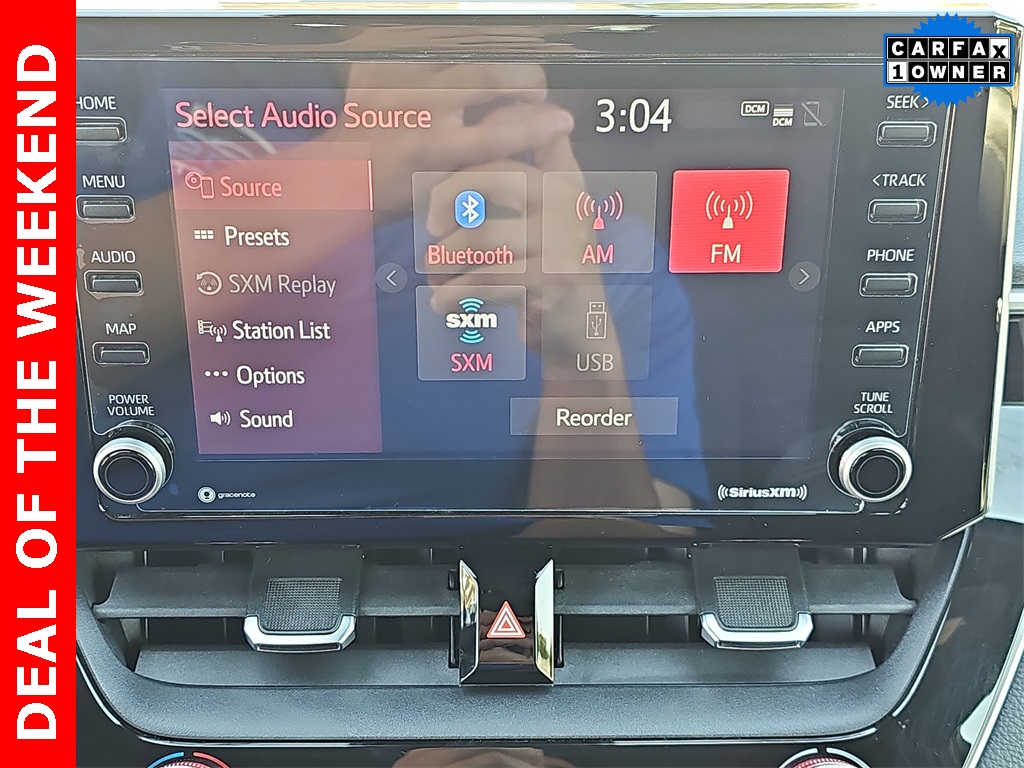 DEAL OF THE WEEKEND
CARFAX
1 OWNER
HOME
MENU
AUDIO
MAP
POWER
VOLUME
Select Audio Source
3:04
DCM
DCM
Source
Presets
SXM Replay
Station List
Options
Sound
Bluetooth
AM
FM
sxm
SXM
USB
Reorder
gracenote
((SiriusXM))
SEEK>
<TRACK
PHONE
APPS
TUNE
SCROLL